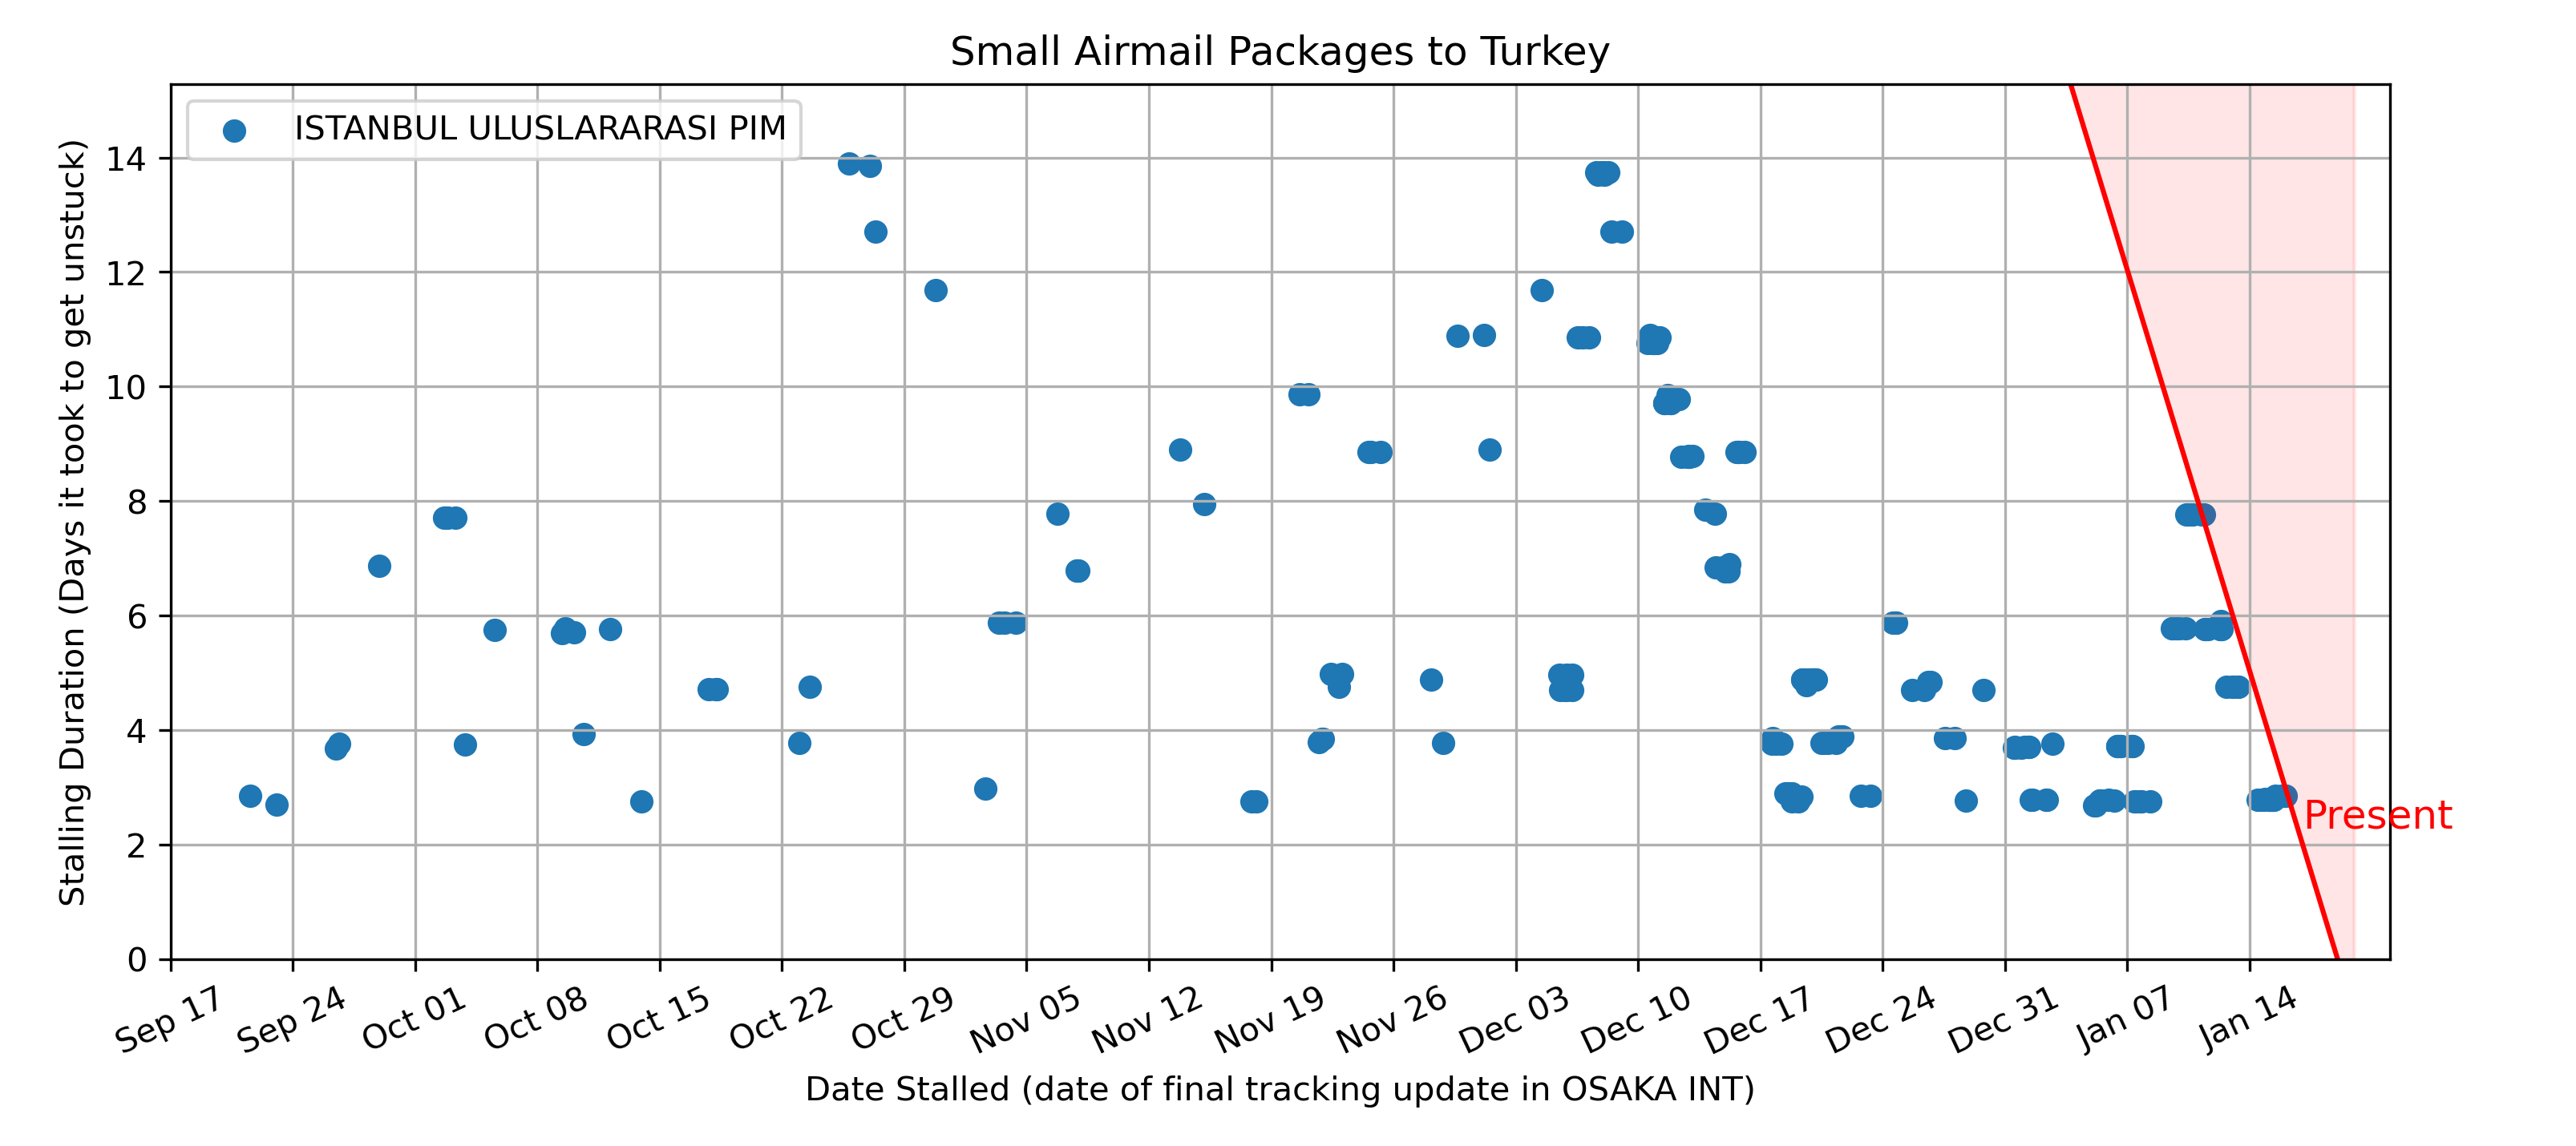 Small Airmail Packages to Turkey
ISTANBUL ULUSLARARASI PIM
Stalling Duration (Days it took to get unstuck)
14
12
10
8
6
4
2
0
Present
Sep 17
Sep 24
Oct 01
Oct 08
Oct 15
Oct 22
Oct 29
Nov 05
Nov 12
Nov 19
Nov 26
Dec 03
Dec 10
Dec 17
Dec 24
Dec 31
Jan 07
Jan 14
Date Stalled (date of final tracking update in OSAKA INT)